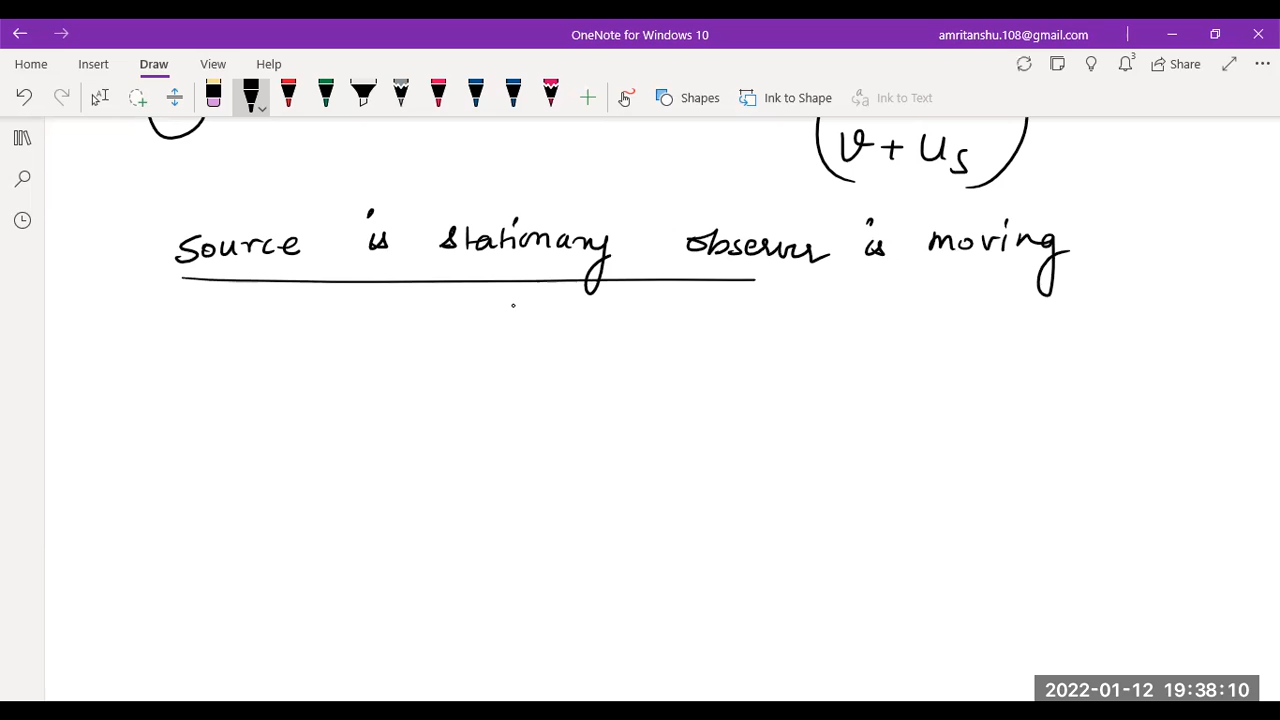 OneNote for Windows 10
amritanshu.108@gmail.com
Home Insert Draw View Help
3
Share
Shapes
Ink to Shape
Ink to Text
(v + us)
source is stationary observer is moving
2022-01-12 19:38:10